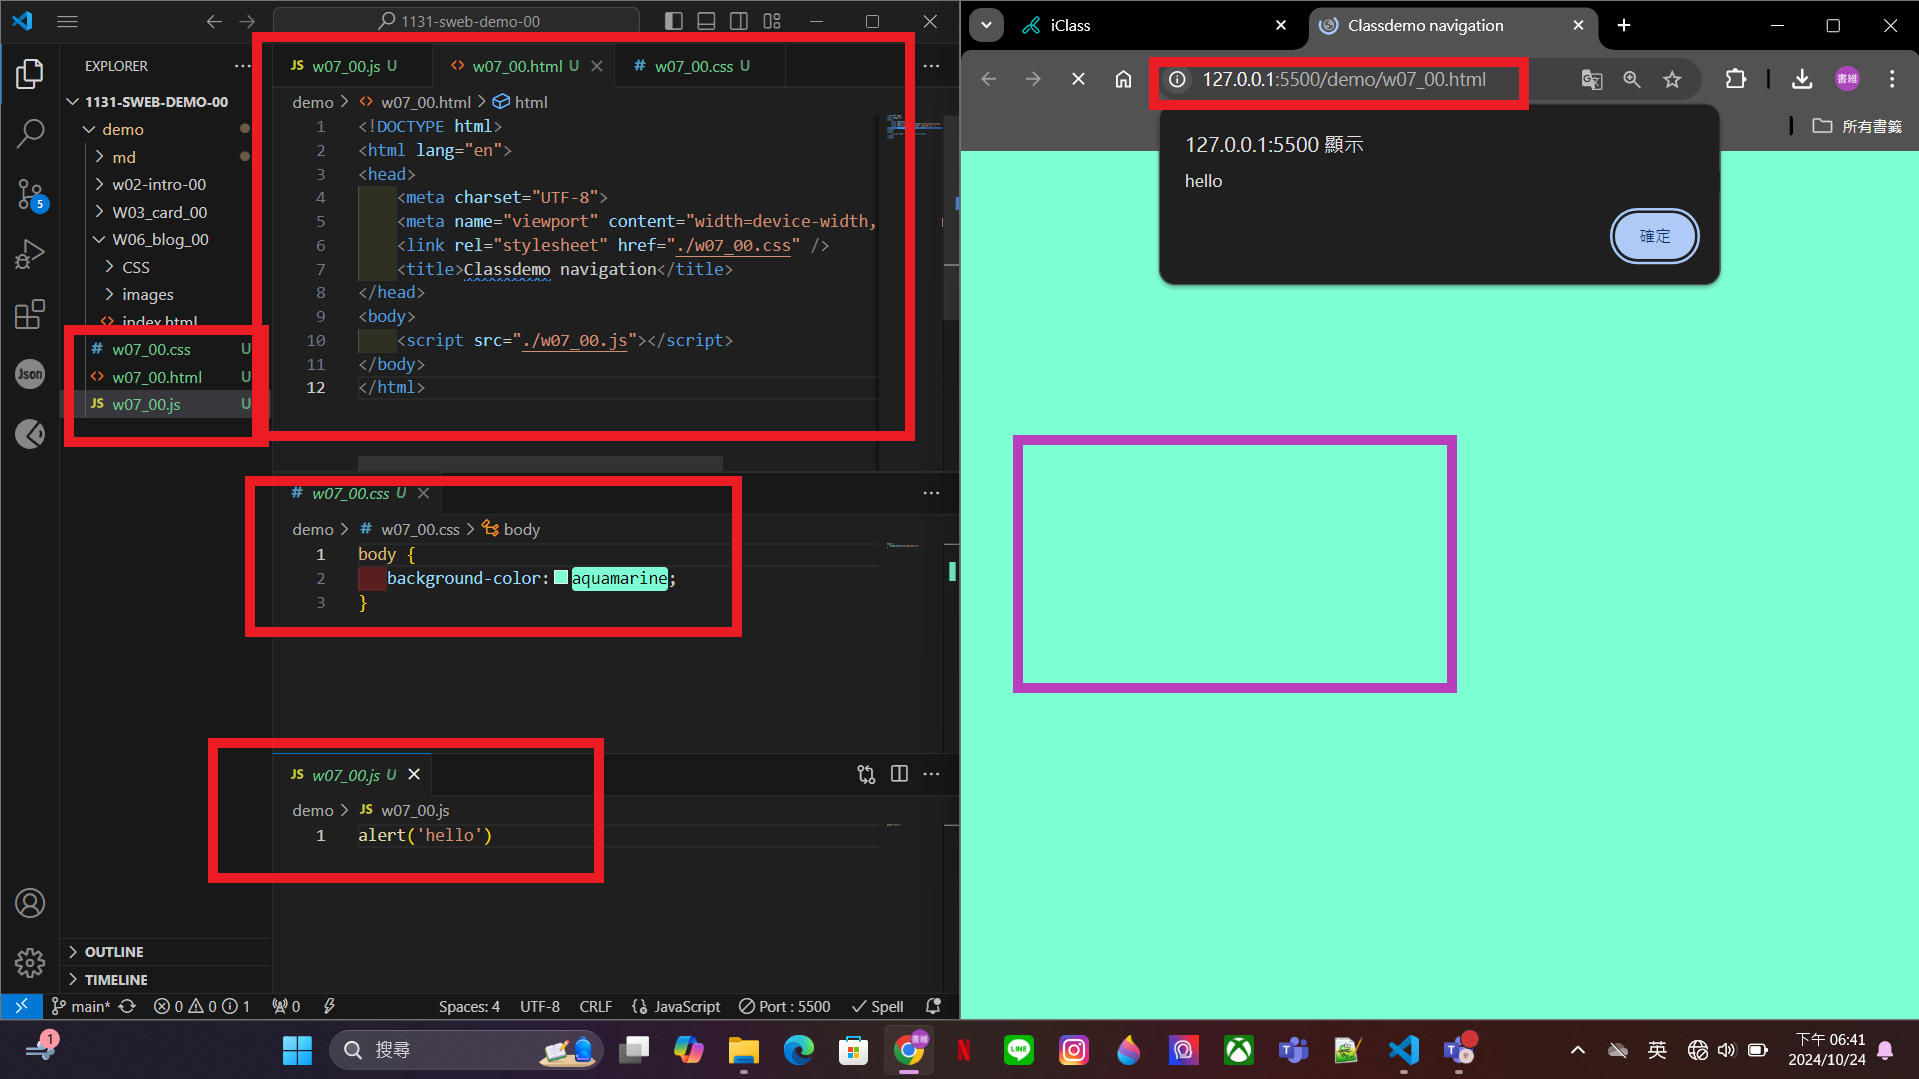 1131-sweb-demo-00
EXPLORER
1131-SWEB-DEMO-00
demo
md
w02-intro-00
W03_card_00
W06_blog_00
CSS
images
index.html
# w07_00.css U
<> w07_00.html U
JS w07_00.js U
5
Json
OUTLINE
TIMELINE
JS w07_00.js U
<> w07_00.html U
# w07_00.css U
demo > <> w07_00.html > html
1 <!DOCTYPE html>
2 <html lang="en">
3 <head>
4 <meta charset="UTF-8">
5 <meta name="viewport" content="width=device-width,
6 <link rel="stylesheet" href="./w07_00.css" />
7 <title>Classdemo navigation</title>
8 </head>
9 <body>
10 <script src="./w07_00.js"></script>
11 </body>
12 </html>
# w07_00.css U
demo > # w07_00.css > body
1 body {
2 background-color: aquamarine;
3 }
JS w07_00.js U
demo > JS w07_00.js
1 alert('hello')
main* 0 0 1 0 Spaces: 4 UTF-8 CRLF {} JavaScript Port : 5500 Spell
iClass
Classdemo navigation
127.0.0.1:5500/demo/w07_00.html
書維
所有書籤
127.0.0.1:5500 顯示
hello
確定
1
搜尋
書維
LINE
英
下午 06:41
2024/10/24